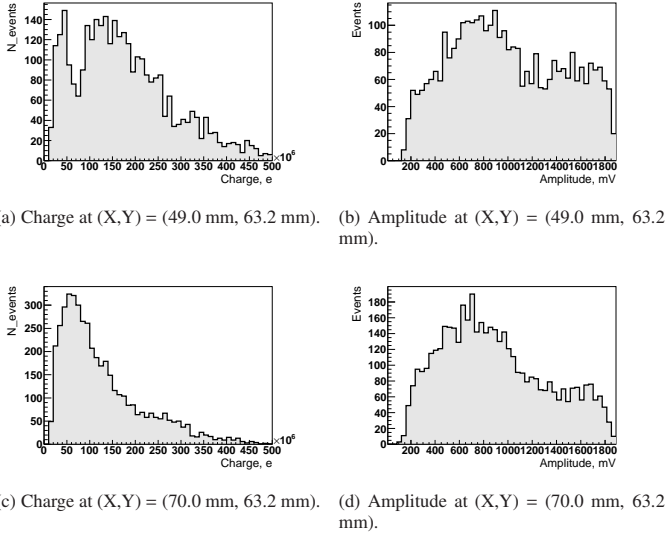 N_events
140
120
100
80
60
40
20
0
0 50 100 150 200 250 300 350 400 450 500
×10⁶
Charge, e
Events
100
80
60
40
20
0
200 400 600 800 1000 1200 1400 1600 1800
Amplitude, mV
a) Charge at (X,Y) = (49.0 mm, 63.2 mm).
(b) Amplitude at (X,Y) = (49.0 mm, 63.2
mm).
N_events
300
250
200
150
100
50
0
0 50 100 150 200 250 300 350 400 450 500
×10⁶
Charge, e
Events
180
160
140
120
100
80
60
40
20
0
200 400 600 800 1000 1200 1400 1600 1800
Amplitude, mV
c) Charge at (X,Y) = (70.0 mm, 63.2 mm).
(d) Amplitude at (X,Y) = (70.0 mm, 63.2
mm).